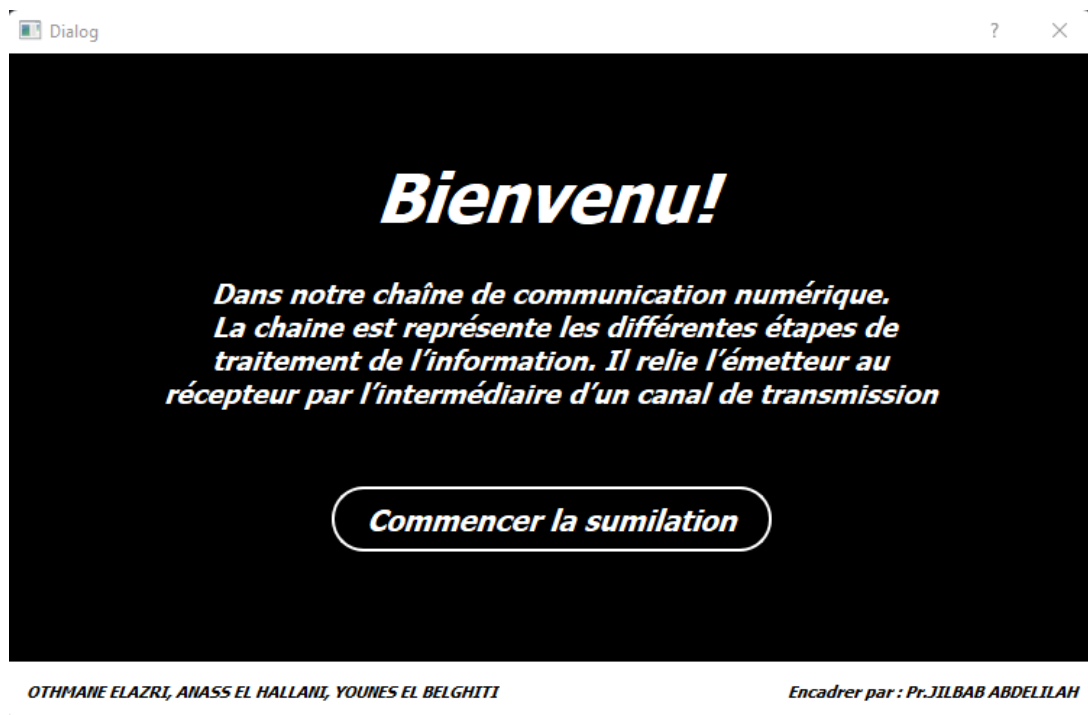 Dialog
Bienvenu!
Dans notre chaîne de communication numérique.
La chaine est représente les différentes étapes de
traitement de l’information. Il relie l’émetteur au
récepteur par l’intermédiaire d’un canal de transmission
Commencer la sumilation
OTHMANE ELAZRI, ANASS EL HALLANI, YOUNES EL BELGHITI
Encadrer par : Pr.JILBAB ABDELILAH